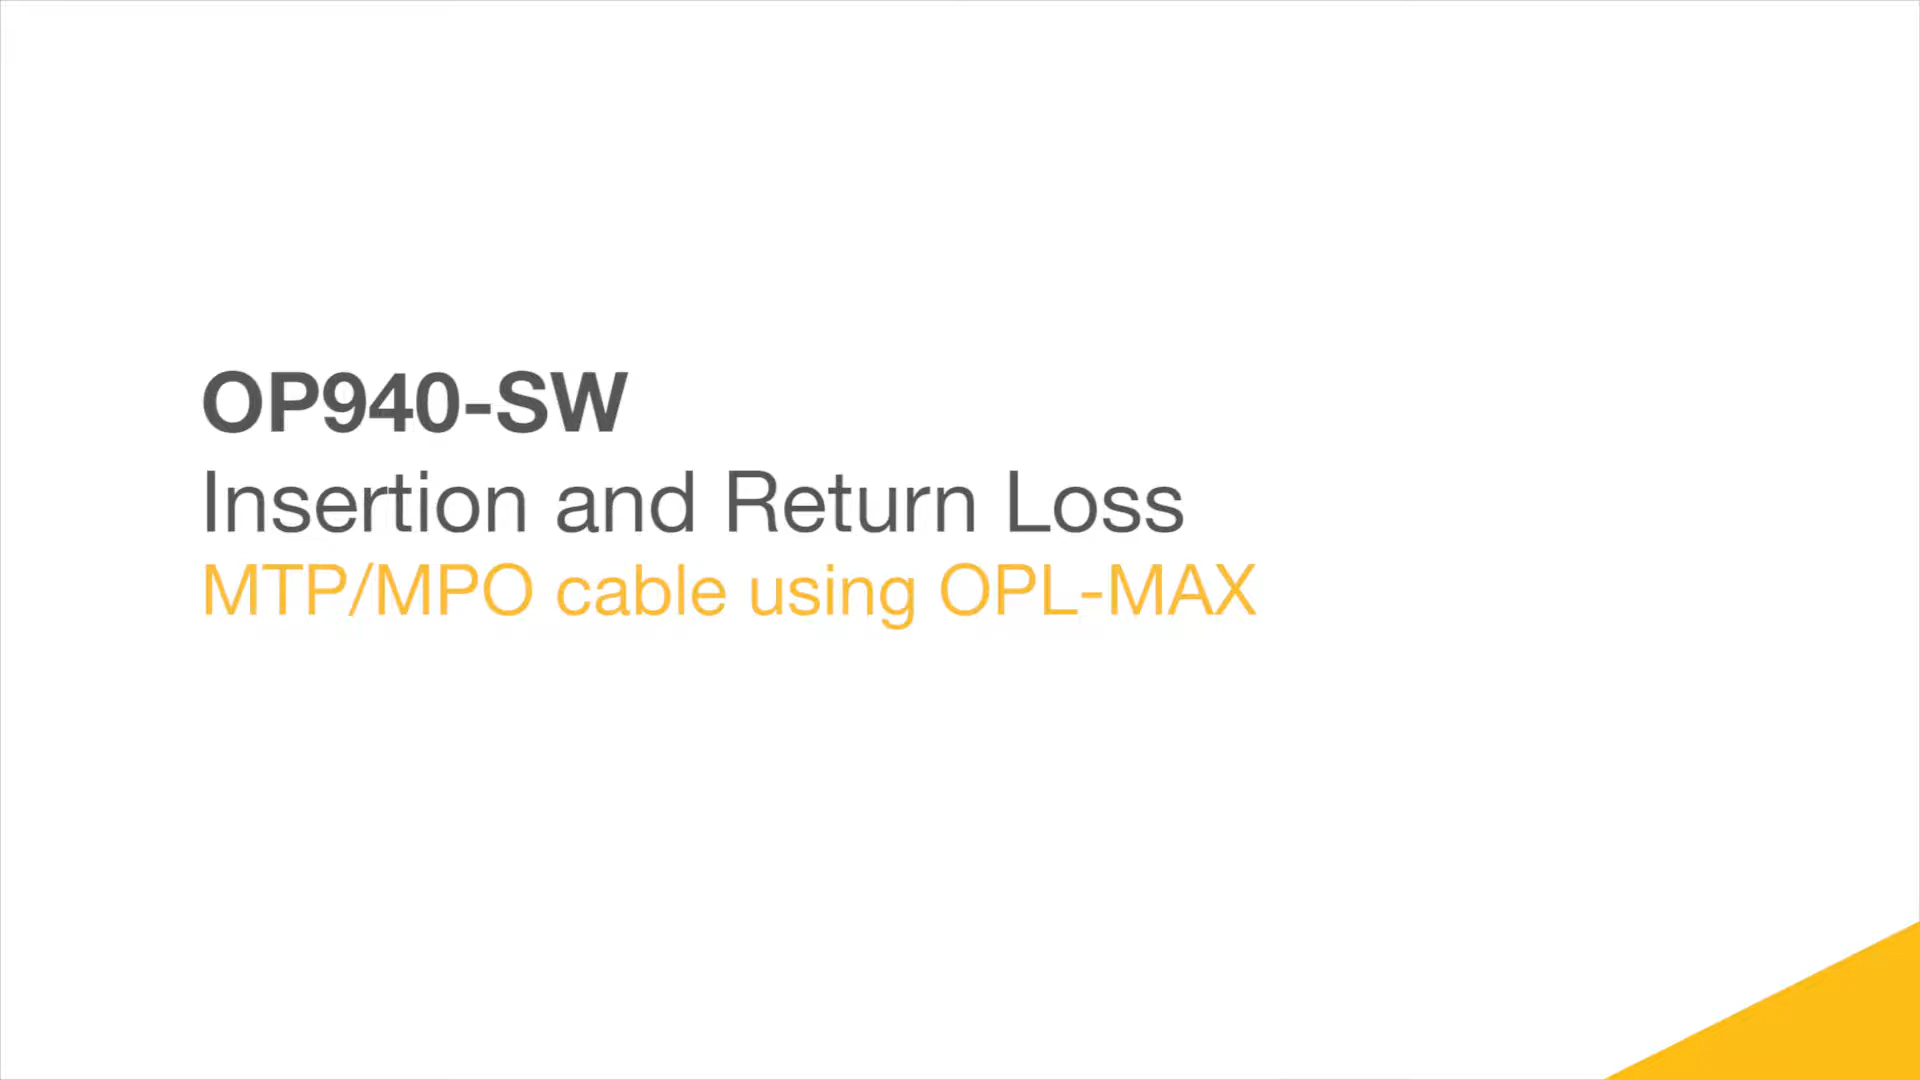 OP940-SW
Insertion and Return Loss
MTP/MPO cable using OPL-MAX